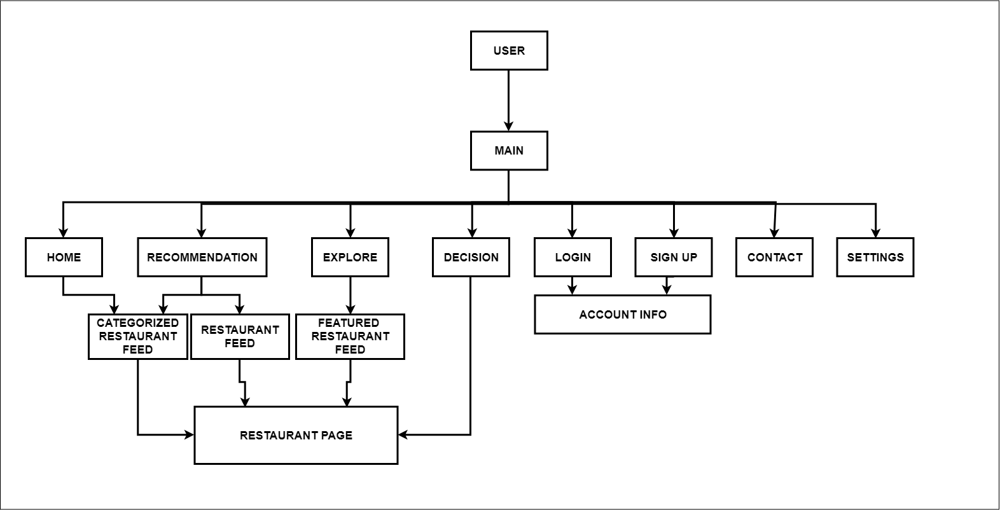 USER
MAIN
HOME
RECOMMENDATION
EXPLORE
DECISION
LOGIN
SIGN UP
CONTACT
SETTINGS
CATEGORIZED
RESTAURANT
FEED
RESTAURANT
FEED
FEATURED
RESTAURANT
FEED
ACCOUNT INFO
RESTAURANT PAGE